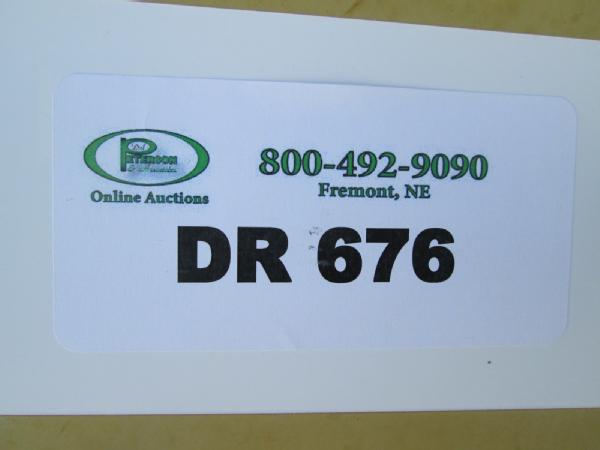 PETERSON
Online Auctions
800-492-9090
Fremont, NE
DR 676